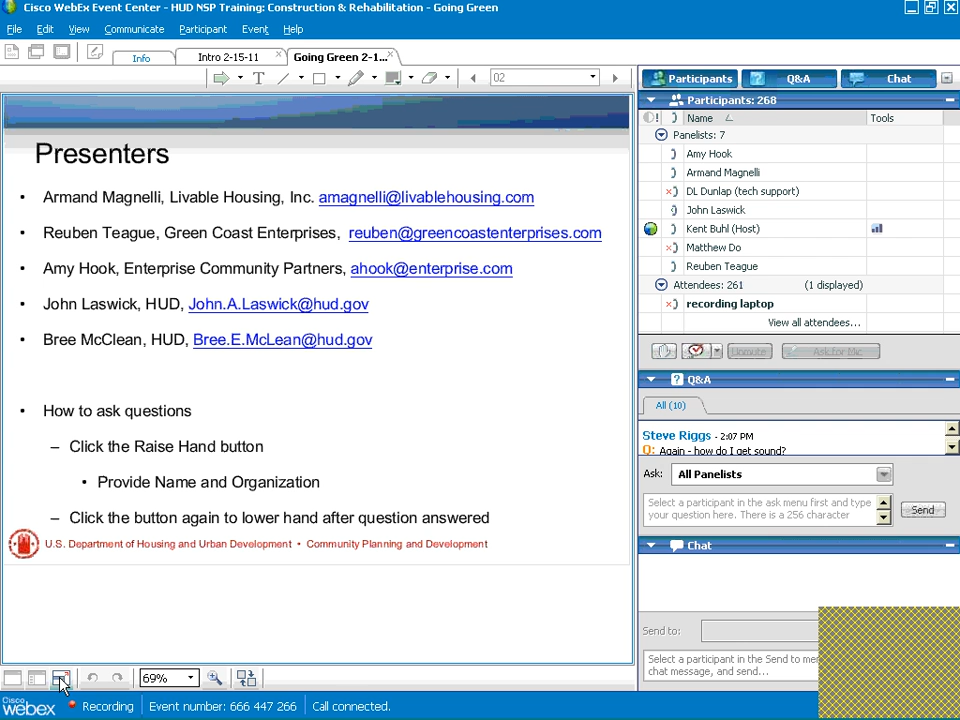 Cisco WebEx Event Center - HUD NSP Training: Construction & Rehabilitation - Going Green
File Edit View Communicate Participant Event Help
Info Intro 2-15-11 Going Green 2-1...
T 02
Presenters
• Armand Magnelli, Livable Housing, Inc. amagnelli@livablehousing.com
• Reuben Teague, Green Coast Enterprises, reuben@greencoastenterprises.com
• Amy Hook, Enterprise Community Partners, ahook@enterprise.com
• John Laswick, HUD, John.A.Laswick@hud.gov
• Bree McClean, HUD, Bree.E.McLean@hud.gov
• How to ask questions
– Click the Raise Hand button
• Provide Name and Organization
– Click the button again to lower hand after question answered
U.S. Department of Housing and Urban Development • Community Planning and Development
69%
Cisco webex Recording Event number: 666 447 266 Call connected.
Participants Q&A Chat
Participants: 268
Name Tools
Panelists: 7
Amy Hook
Armand Magnelli
DL Dunlap (tech support)
John Laswick
Kent Buhl (Host)
Matthew Do
Reuben Teague
Attendees: 261 (1 displayed)
recording laptop
View all attendees...
Unmute Ask for Mic
Q&A
All (10)
Steve Riggs - 2:07 PM
Q: Again - how do I get sound?
Ask: All Panelists
Select a participant in the ask menu first and type
your question here. There is a 256 character
Send
Chat
Send to:
Select a participant in the Send to me
chat message, and send...